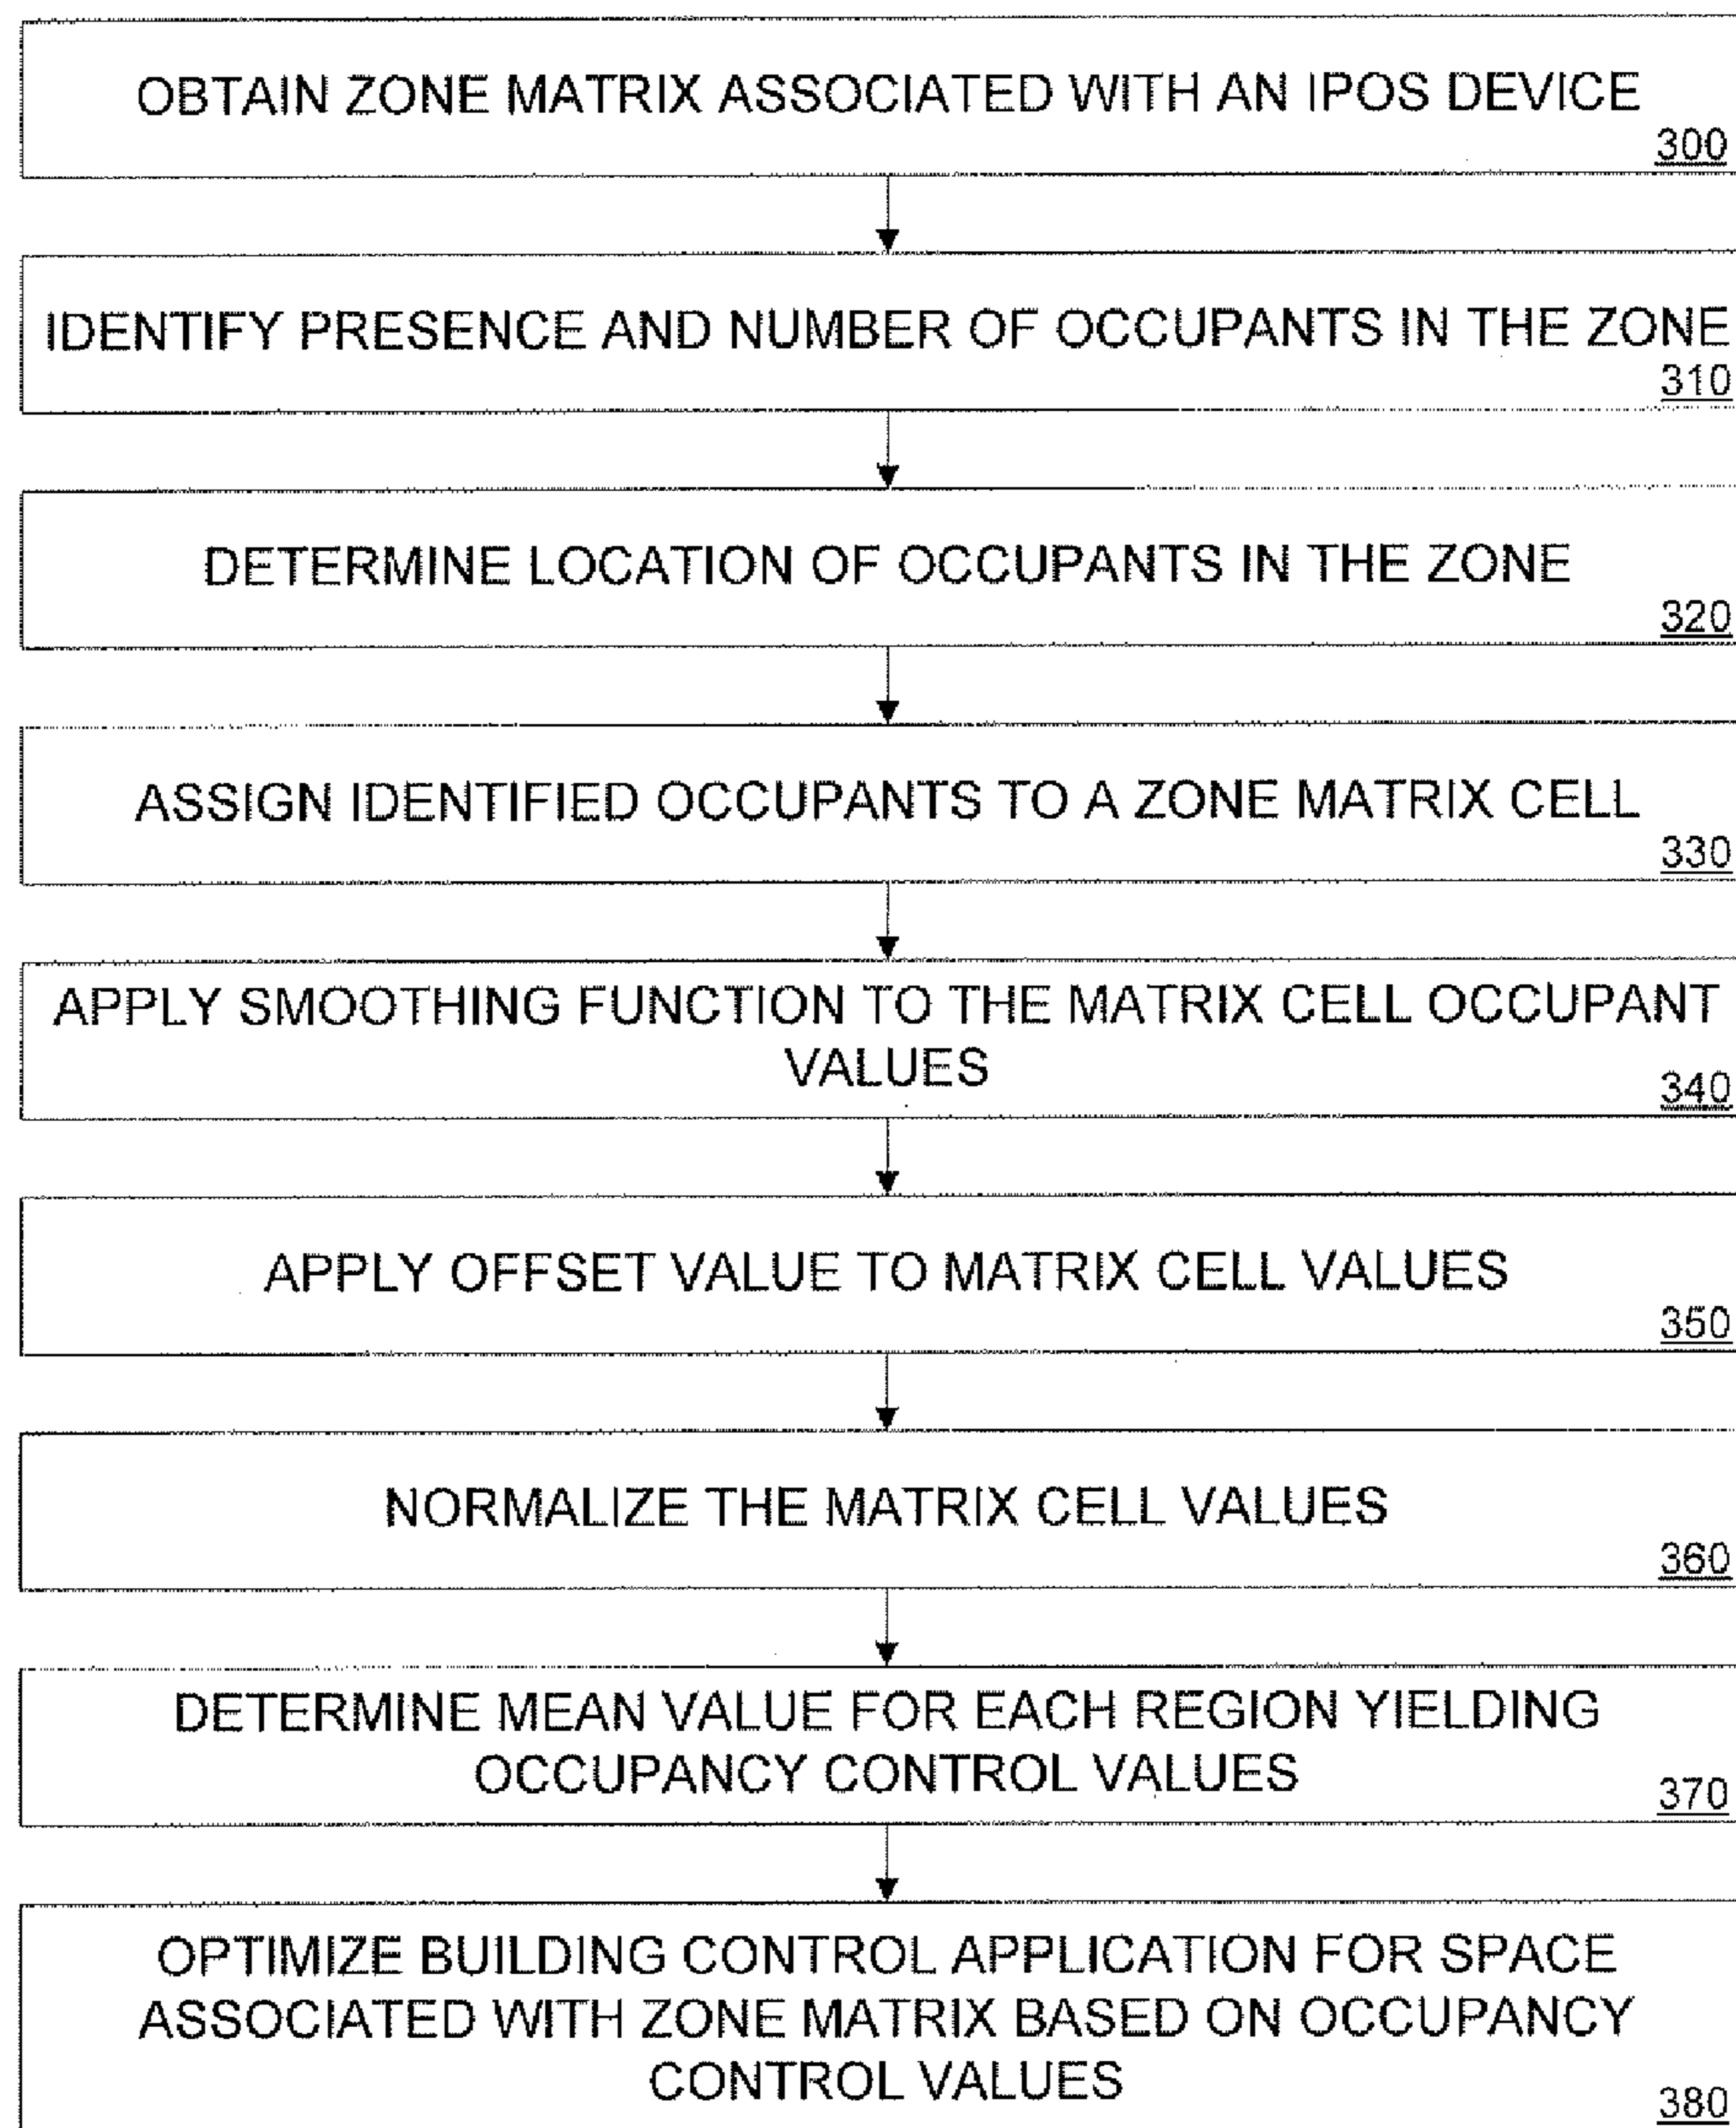 OBTAIN ZONE MATRIX ASSOCIATED WITH AN IPOS DEVICE
300
IDENTIFY PRESENCE AND NUMBER OF OCCUPANTS IN THE ZONE
310
DETERMINE LOCATION OF OCCUPANTS IN THE ZONE
320
ASSIGN IDENTIFIED OCCUPANTS TO A ZONE MATRIX CELL
330
APPLY SMOOTHING FUNCTION TO THE MATRIX CELL OCCUPANT
VALUES
340
APPLY OFFSET VALUE TO MATRIX CELL VALUES
350
NORMALIZE THE MATRIX CELL VALUES
360
DETERMINE MEAN VALUE FOR EACH REGION YIELDING
OCCUPANCY CONTROL VALUES
370
OPTIMIZE BUILDING CONTROL APPLICATION FOR SPACE
ASSOCIATED WITH ZONE MATRIX BASED ON OCCUPANCY
CONTROL VALUES
380